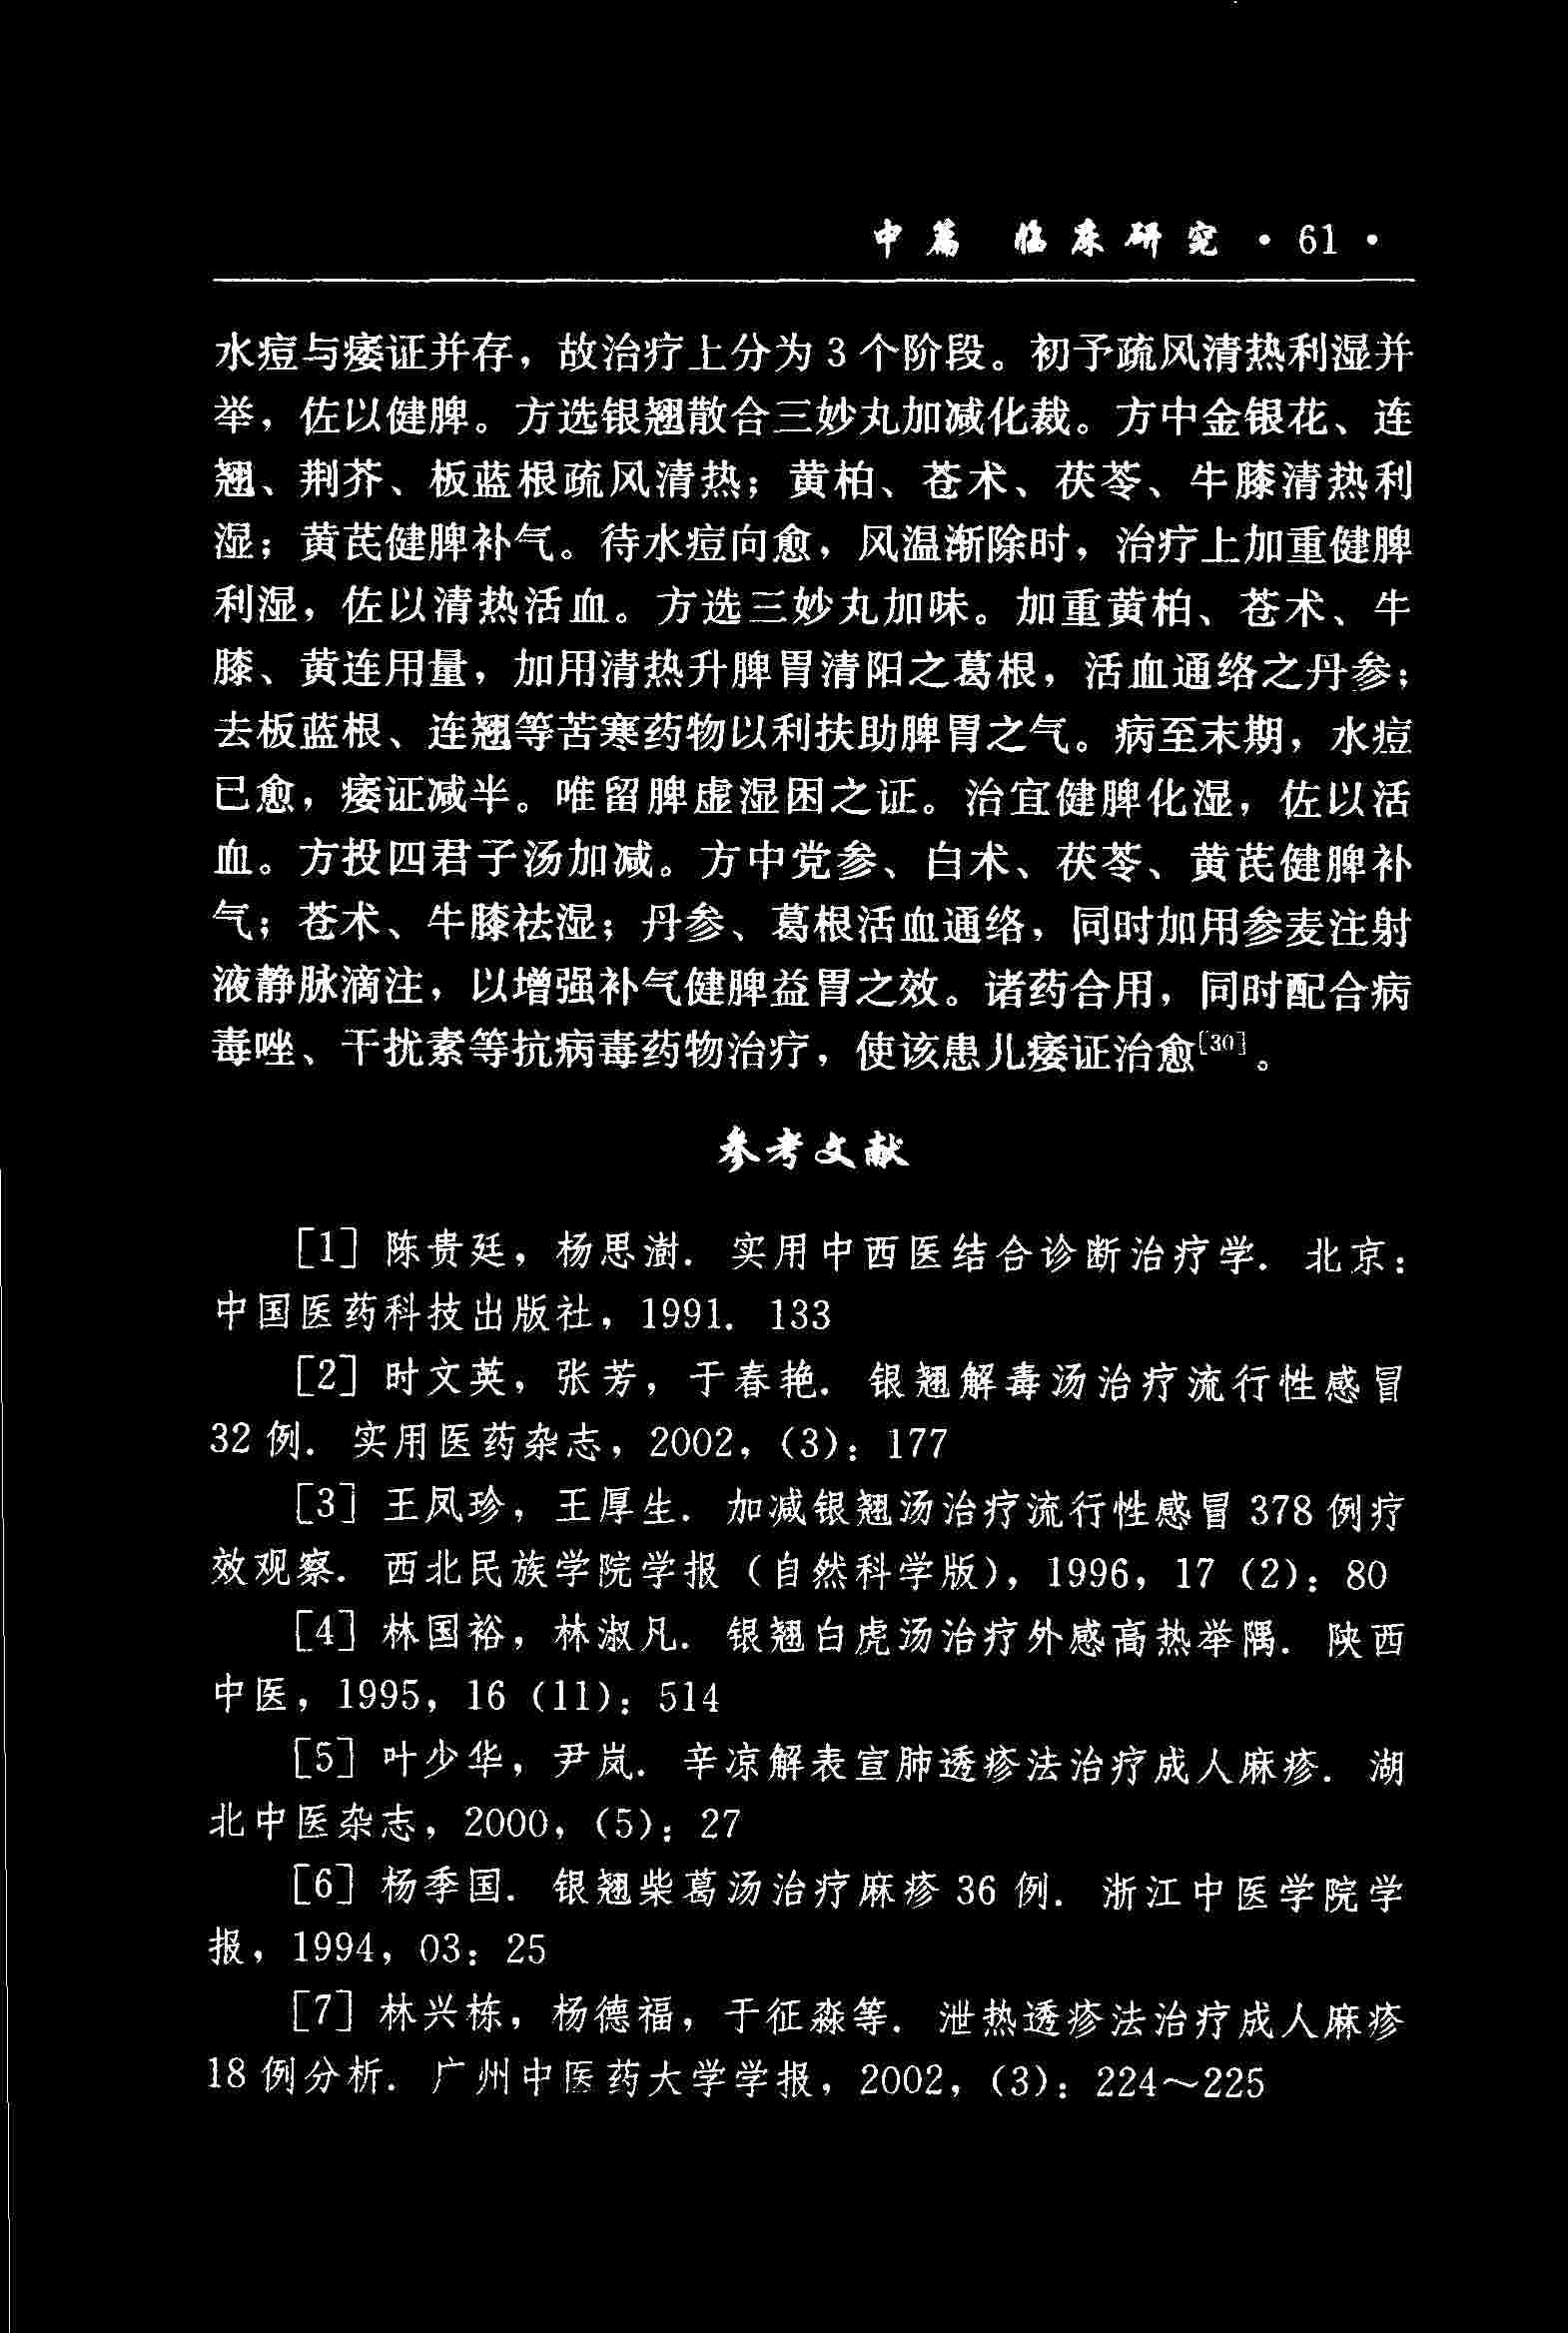 中篇 临床研究 · 61 ·
水痘与痿证并存，故治疗上分为 3 个阶段。初予疏风清热利湿并
举，佐以健脾。方选银翘散合三妙丸加减化裁。方中金银花、连
翘、荆芥、板蓝根疏风清热；黄柏、苍术、茯苓、牛膝清热利
湿；黄芪健脾补气。待水痘向愈，风温渐除时，治疗上加重健脾
利湿，佐以清热活血。方选三妙丸加味。加重黄柏、苍术、牛
膝、黄连用量，加用清热升脾胃清阳之葛根，活血通络之丹参；
去板蓝根、连翘等苦寒药物以利扶助脾胃之气。病至末期，水痘
已愈，痿证减半。唯留脾虚湿困之证。治宜健脾化湿，佐以活
血。方投四君子汤加减。方中党参、白术、茯苓、黄芪健脾补
气；苍术、牛膝祛湿；丹参、葛根活血通络，同时加用参麦注射
液静脉滴注，以增强补气健脾益胃之效。诸药合用，同时配合病
毒唑、干扰素等抗病毒药物治疗，使该患儿痿证治愈[30]。
参考文献
[1] 陈贵廷，杨思澍. 实用中西医结合诊断治疗学. 北京：
中国医药科技出版社，1991. 133
[2] 时文英，张芳，于春艳. 银翘解毒汤治疗流行性感冒
32 例. 实用医药杂志，2002，(3)：177
[3] 王凤珍，王厚生. 加减银翘汤治疗流行性感冒 378 例疗
效观察. 西北民族学院学报（自然科学版），1996，17 (2)：80
[4] 林国裕，林淑凡. 银翘白虎汤治疗外感高热举隅. 陕西
中医，1995，16 (11)：514
[5] 叶少华，尹岚. 辛凉解表宣肺透疹法治疗成人麻疹. 湖
北中医杂志，2000，(5)：27
[6] 杨季国. 银翘柴葛汤治疗麻疹 36 例. 浙江中医学院学
报，1994，03：25
[7] 林兴栋，杨德福，于征淼等. 泄热透疹法治疗成人麻疹
18 例分析. 广州中医药大学学报，2002，(3)：224～225